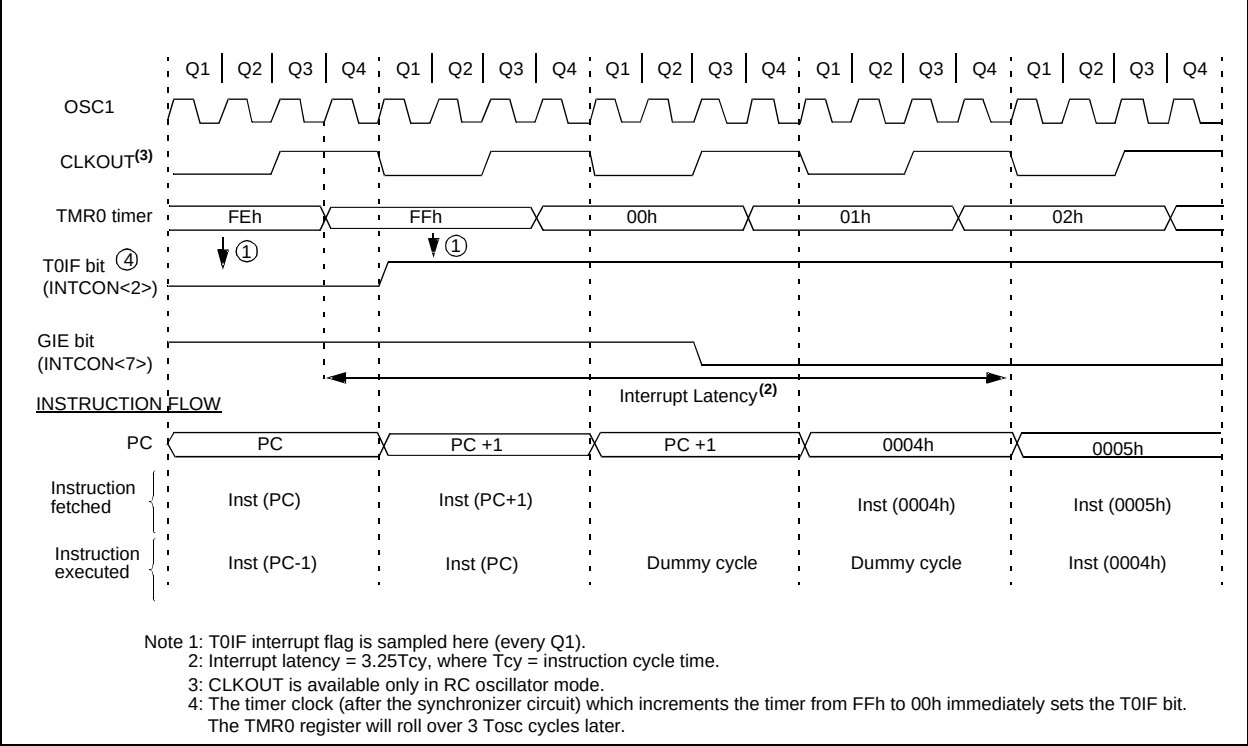 Q1 Q2 Q3 Q4 Q1 Q2 Q3 Q4 Q1 Q2 Q3 Q4 Q1 Q2 Q3 Q4 Q1 Q2 Q3 Q4
OSC1
CLKOUT(3)
TMR0 timer FEh FFh 00h 01h 02h
1 1
T0IF bit 4
(INTCON<2>)
GIE bit
(INTCON<7>)
Interrupt Latency(2)
INSTRUCTION FLOW
PC PC PC +1 PC +1 0004h 0005h
Instruction
fetched
Inst (PC) Inst (PC+1) Inst (0004h) Inst (0005h)
Instruction
executed
Inst (PC-1) Inst (PC) Dummy cycle Dummy cycle Inst (0004h)
Note 1: T0IF interrupt flag is sampled here (every Q1).
2: Interrupt latency = 3.25Tcy, where Tcy = instruction cycle time.
3: CLKOUT is available only in RC oscillator mode.
4: The timer clock (after the synchronizer circuit) which increments the timer from FFh to 00h immediately sets the T0IF bit.
The TMR0 register will roll over 3 Tosc cycles later.